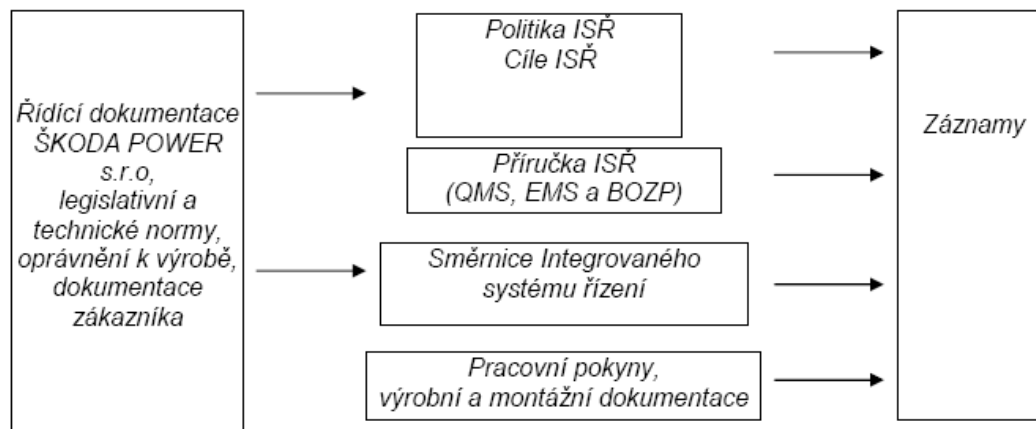 Řídící dokumentace
ŠKODA POWER
s.r.o,
legislativní a
technické normy,
oprávnění k výrobě,
dokumentace
zákazníka
Politika ISŘ
Cíle ISŘ
Příručka ISŘ
(QMS, EMS a BOZP)
Směrnice Integrovaného
systému řízení
Pracovní pokyny,
výrobní a montážní dokumentace
Záznamy